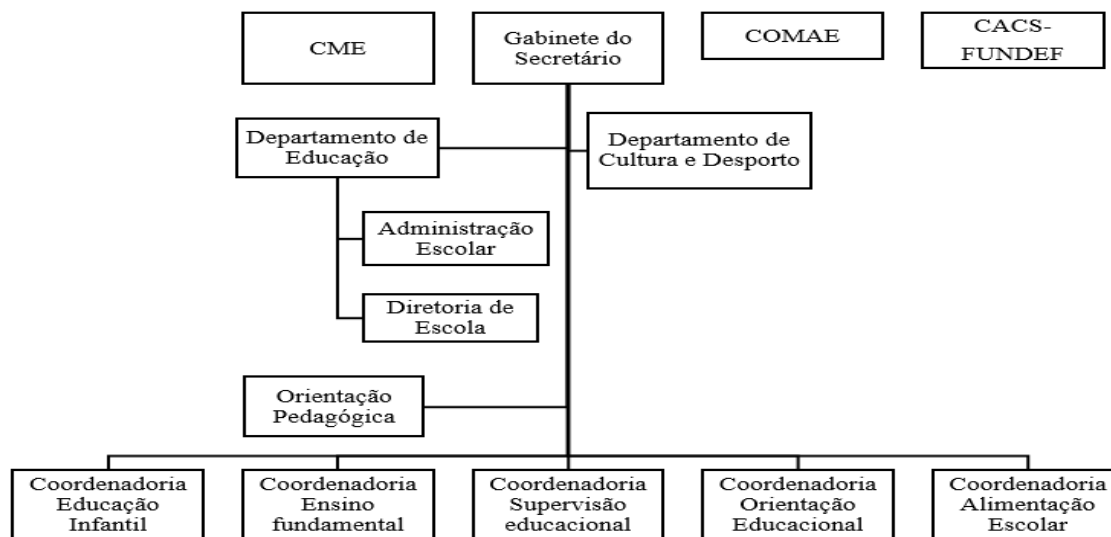 CME
Gabinete do
Secretário
COMAE
CACS-
FUNDEF
Departamento de
Educação
Departamento de
Cultura e Desporto
Administração
Escolar
Diretoria de
Escola
Orientação
Pedagógica
Coordenadoria
Educação
Infantil
Coordenadoria
Ensino
fundamental
Coordenadoria
Supervisão
educacional
Coordenadoria
Orientação
Educacional
Coordenadoria
Alimentação
Escolar